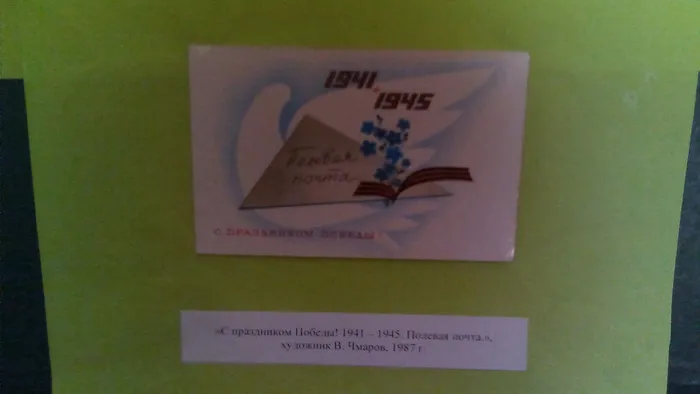 1941
1945
Полевая
почта
С ПРАЗДНИКОМ ПОБЕДЫ!
«С праздником Победы! 1941 – 1945. Полевая почта.»,
художник В. Чмаров, 1987 г.